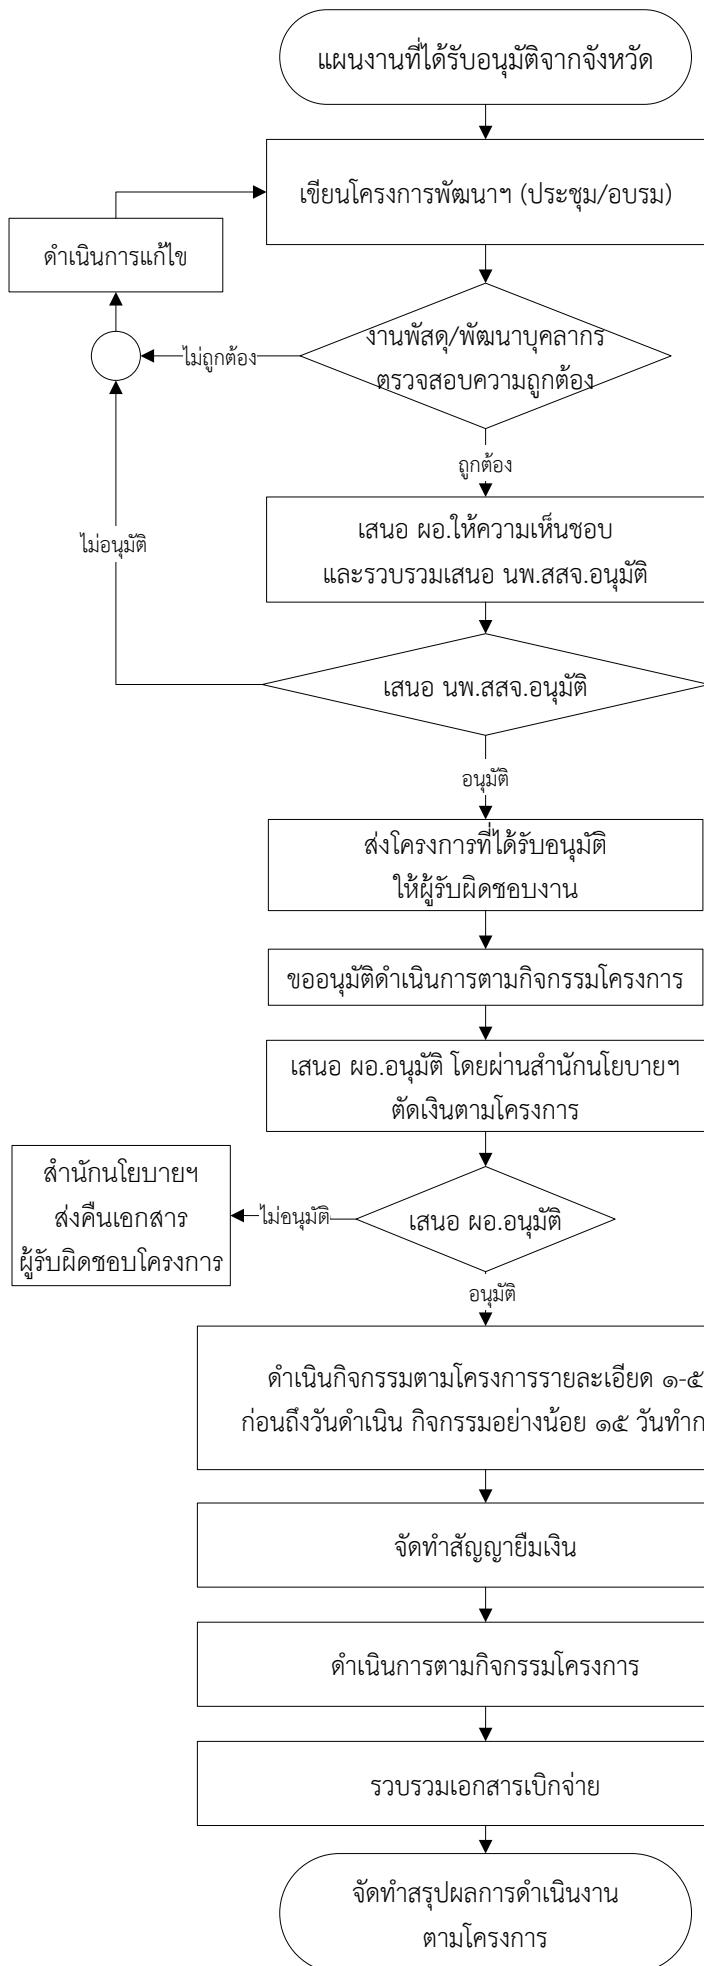 แผนงานที่ได้รับอนุมัติจากจังหวัด
เขียนโครงการพัฒนาฯ (ประชุม/อบรม)
ดำเนินการแก้ไข
งานพัสดุ/พัฒนาบุคลากร
ตรวจสอบความถูกต้อง
ไม่ถูกต้อง
ถูกต้อง
เสนอ ผอ.ให้ความเห็นชอบ
และรวบรวมเสนอ นพ.สสจ.อนุมัติ
ไม่อนุมัติ
เสนอ นพ.สสจ.อนุมัติ
อนุมัติ
ส่งโครงการที่ได้รับอนุมัติ
ให้ผู้รับผิดชอบงาน
ขออนุมัติดำเนินการตามกิจกรรมโครงการ
เสนอ ผอ.อนุมัติ โดยผ่านสำนักนโยบายฯ
ตัดเงินตามโครงการ
สำนักนโยบายฯ
ส่งคืนเอกสาร
ผู้รับผิดชอบโครงการ
ไม่อนุมัติ
เสนอ ผอ.อนุมัติ
อนุมัติ
ดำเนินกิจกรรมตามโครงการรายละเอียด ๑-๕
ก่อนถึงวันดำเนิน กิจกรรมอย่างน้อย ๑๕ วัน
จัดทำสัญญายืมเงิน
ดำเนินการตามกิจกรรมโครงการ
รวบรวมเอกสารเบิกจ่าย
จัดทำสรุปผลการดำเนินงาน
ตามโครงการ